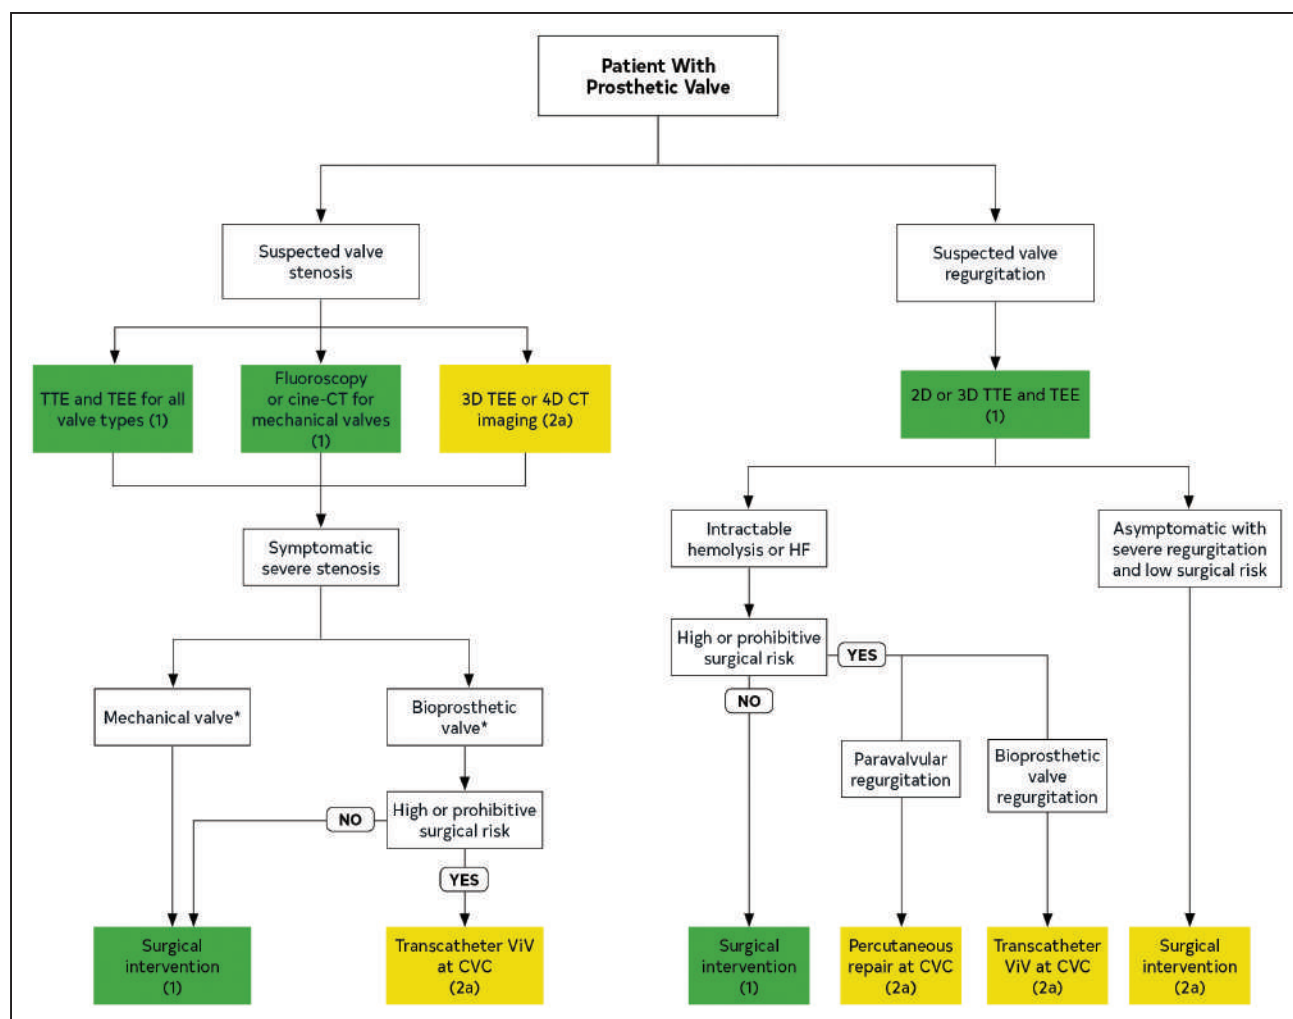 Patient With
Prosthetic Valve
Suspected valve
stenosis
Suspected valve
regurgitation
TTE and TEE for all
valve types (1)
Fluoroscopy
or cine-CT for
mechanical valves
(1)
3D TEE or 4D CT
imaging (2a)
2D or 3D TTE and TEE
(1)
Symptomatic
severe stenosis
Intractable
hemolysis or HF
Asymptomatic with
severe regurgitation
and low surgical risk
High or prohibitive
surgical risk
YES
NO
Mechanical valve*
Bioprosthetic
valve*
Paravalvular
regurgitation
Bioprosthetic
valve
regurgitation
High or prohibitive
surgical risk
NO
YES
Surgical
intervention
(1)
Transcatheter ViV
at CVC
(2a)
Surgical
intervention
(1)
Percutaneous
repair at CVC
(2a)
Transcatheter
ViV at CVC
(2a)
Surgical
intervention
(2a)